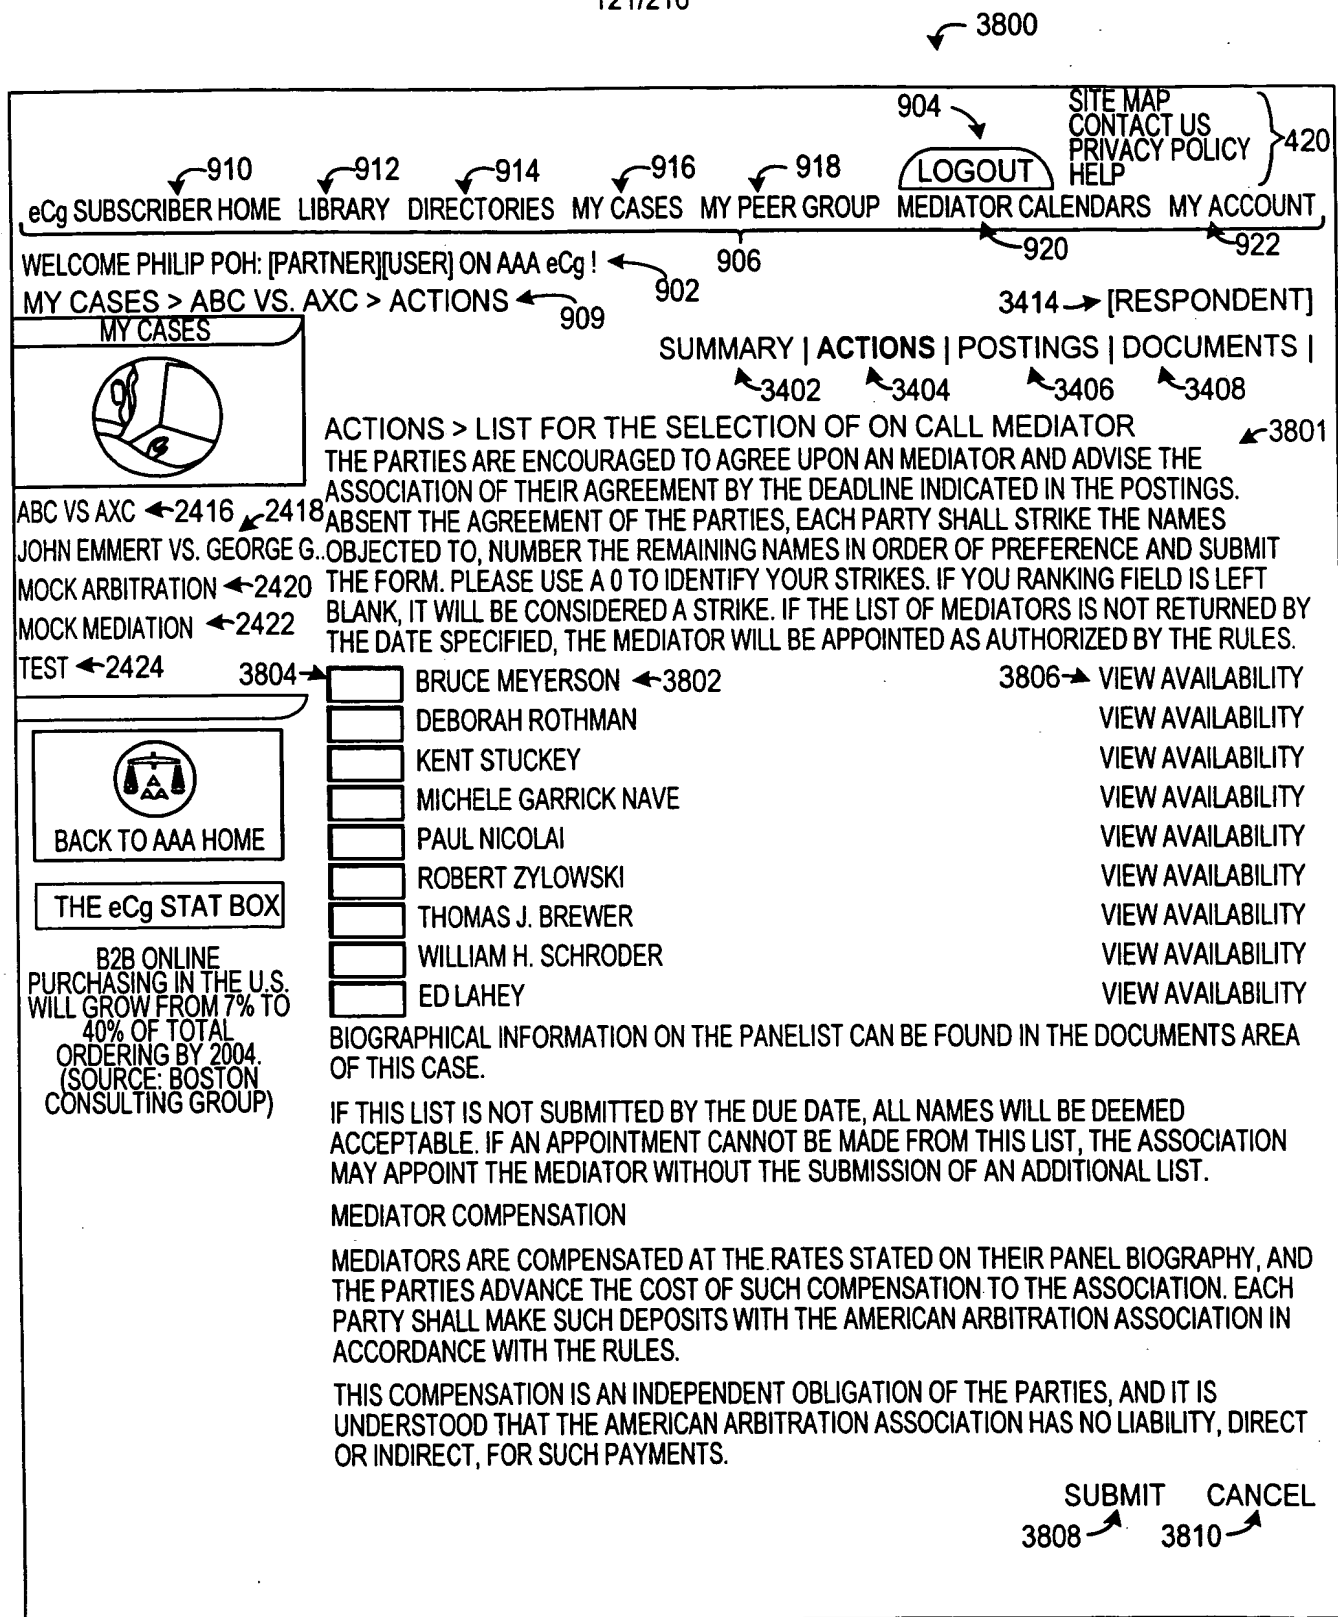 3800
904
SITE MAP
CONTACT US
PRIVACY POLICY
HELP
420
910
912
914
916
918
LOGOUT
eCg SUBSCRIBER HOME LIBRARY DIRECTORIES MY CASES MY PEER GROUP MEDIATOR CALENDARS MY ACCOUNT
906
920
922
WELCOME PHILIP POH: [PARTNER][USER] ON AAA eCg !
902
MY CASES > ABC VS. AXC > ACTIONS
909
3414
[RESPONDENT]
MY CASES
SUMMARY | ACTIONS | POSTINGS | DOCUMENTS |
3402
3404
3406
3408
ACTIONS > LIST FOR THE SELECTION OF ON CALL MEDIATOR
3801
THE PARTIES ARE ENCOURAGED TO AGREE UPON AN MEDIATOR AND ADVISE THE
ASSOCIATION OF THEIR AGREEMENT BY THE DEADLINE INDICATED IN THE POSTINGS.
ABSENT THE AGREEMENT OF THE PARTIES, EACH PARTY SHALL STRIKE THE NAMES
OBJECTED TO, NUMBER THE REMAINING NAMES IN ORDER OF PREFERENCE AND SUBMIT
THE FORM. PLEASE USE A 0 TO IDENTIFY YOUR STRIKES. IF YOU RANKING FIELD IS LEFT
BLANK, IT WILL BE CONSIDERED A STRIKE. IF THE LIST OF MEDIATORS IS NOT RETURNED BY
THE DATE SPECIFIED, THE MEDIATOR WILL BE APPOINTED AS AUTHORIZED BY THE RULES.
ABC VS AXC
2416
2418
JOHN EMMERT VS. GEORGE G..
MOCK ARBITRATION
2420
MOCK MEDIATION
2422
TEST
2424
3804
BRUCE MEYERSON
3802
3806
VIEW AVAILABILITY
DEBORAH ROTHMAN VIEW AVAILABILITY
KENT STUCKEY VIEW AVAILABILITY
MICHELE GARRICK NAVE VIEW AVAILABILITY
PAUL NICOLAI VIEW AVAILABILITY
ROBERT ZYLOWSKI VIEW AVAILABILITY
THOMAS J. BREWER VIEW AVAILABILITY
WILLIAM H. SCHRODER VIEW AVAILABILITY
ED LAHEY VIEW AVAILABILITY
A
AA
BACK TO AAA HOME
THE eCg STAT BOX
B2B ONLINE
PURCHASING IN THE U.S.
WILL GROW FROM 7% TO
40% OF TOTAL
ORDERING BY 2004.
(SOURCE: BOSTON
CONSULTING GROUP)
BIOGRAPHICAL INFORMATION ON THE PANELIST CAN BE FOUND IN THE DOCUMENTS AREA
OF THIS CASE.
IF THIS LIST IS NOT SUBMITTED BY THE DUE DATE, ALL NAMES WILL BE DEEMED
ACCEPTABLE. IF AN APPOINTMENT CANNOT BE MADE FROM THIS LIST, THE ASSOCIATION
MAY APPOINT THE MEDIATOR WITHOUT THE SUBMISSION OF AN ADDITIONAL LIST.
MEDIATOR COMPENSATION
MEDIATORS ARE COMPENSATED AT THE RATES STATED ON THEIR PANEL BIOGRAPHY, AND
THE PARTIES ADVANCE THE COST OF SUCH COMPENSATION TO THE ASSOCIATION. EACH
PARTY SHALL MAKE SUCH DEPOSITS WITH THE AMERICAN ARBITRATION ASSOCIATION IN
ACCORDANCE WITH THE RULES.
THIS COMPENSATION IS AN INDEPENDENT OBLIGATION OF THE PARTIES, AND IT IS
UNDERSTOOD THAT THE AMERICAN ARBITRATION ASSOCIATION HAS NO LIABILITY, DIRECT
OR INDIRECT, FOR SUCH PAYMENTS.
SUBMIT CANCEL
3808
3810